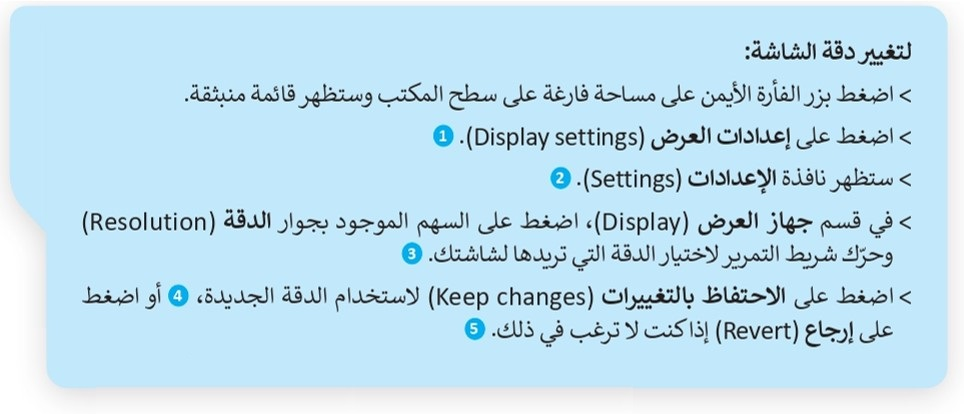 لتغيير دقة الشاشة:
> اضغط بزر الفأرة الأيمن على مساحة فارغة على سطح المكتب وستظهر قائمة منبثقة.
> اضغط على إعدادات العرض (Display settings). 1
> ستظهر نافذة الإعدادات (Settings). 2
> في قسم جهاز العرض (Display)، اضغط على السهم الموجود بجوار الدقة (Resolution)
وحرّك شريط التمرير لاختيار الدقة التي تريدها لشاشتك. 3
> اضغط على الاحتفاظ بالتغييرات (Keep changes) لاستخدام الدقة الجديدة، 4 أو اضغط
على إرجاع (Revert) إذا كنت لا ترغب في ذلك. 5